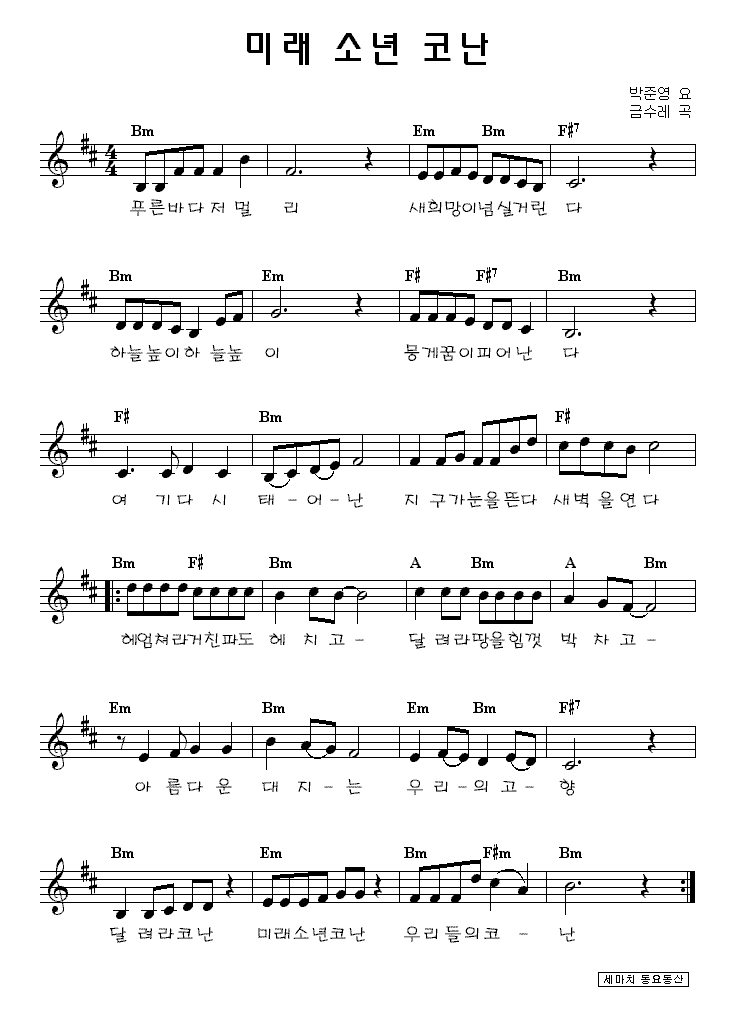 미래 소년 코난
박준영 요
금수레 곡
Bm Em Bm F#7
4
4
푸른바다저멀 리 새희망이넘실거린 다
Bm Em F# F#7 Bm
하늘높이하 늘높 이 뭉게꿈이피어난 다
F# Bm F#
여 기다 시 태-어-난 지 구가눈을뜬다 새벽을연다
Bm F# Bm A Bm A Bm
헤엄쳐라거친파도 헤 치고- 달 려라땅을힘껏 박 차고-
Em Bm Em Bm F#7
아 름다 운 대 지-는 우 리-의고-향
Bm Em Bm F#m Bm
달 려라코난 미래소년코난 우리들의코-난
세마치 동요동산